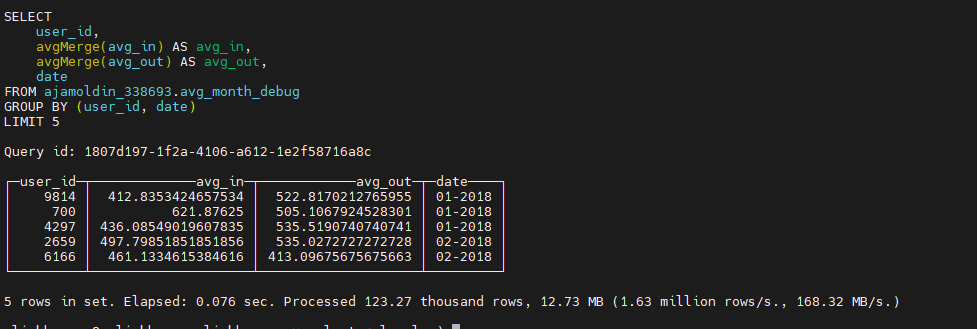 SELECT
user_id,
avgMerge(avg_in) AS avg_in,
avgMerge(avg_out) AS avg_out,
date
FROM ajamoldin_338693.avg_month_debug
GROUP BY (user_id, date)
LIMIT 5
Query id: 1807d197-1f2a-4106-a612-1e2f58716a8c
user_id avg_in avg_out date
9814 412.8353424657534 522.8170212765955 01-2018
700 621.87625 505.1067924528301 01-2018
4297 436.08549019607835 535.5190740740741 01-2018
2659 497.79851851851856 535.0272727272728 02-2018
6166 461.1334615384616 413.09675675675663 02-2018
5 rows in set. Elapsed: 0.076 sec. Processed 123.27 thousand rows, 12.73 MB (1.63 million rows/s., 168.32 MB/s.)